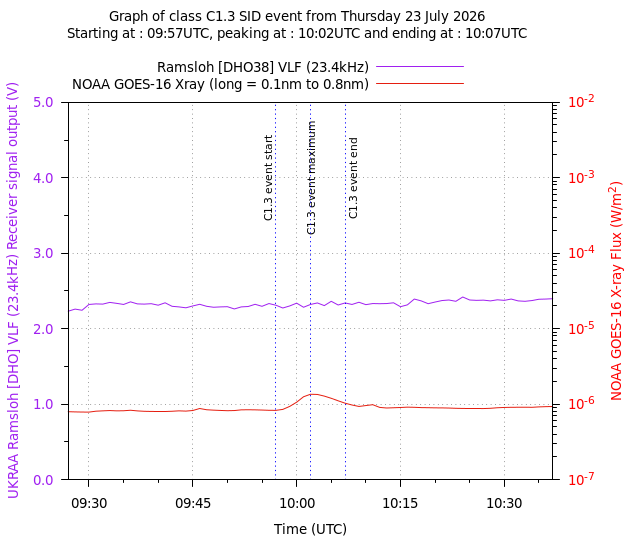 Graph of class C1.3 SID event from Thursday 23 July 2026
Starting at : 09:57UTC, peaking at : 10:02UTC and ending at : 10:07UTC
Ramsloh [DHO38] VLF (23.4kHz)
NOAA GOES-16 Xray (long = 0.1nm to 0.8nm)
UKRAA Ramsloh [DHO] VLF (23.4kHz) Receiver signal output (V)
5.0
4.0
3.0
2.0
1.0
0.0
C1.3 event start
C1.3 event maximum
C1.3 event end
10^-2
10^-3
10^-4
10^-5
10^-6
10^-7
NOAA GOES-16 X-ray Flux (W/m²)
09:30 09:45 10:00 10:15 10:30
Time (UTC)